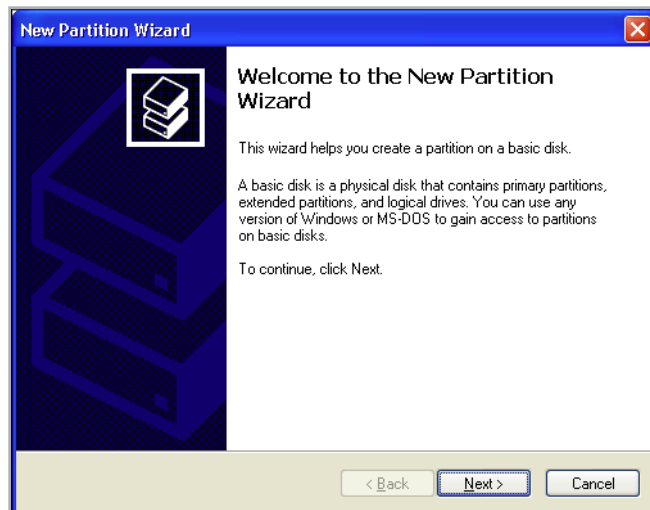 New Partition Wizard
Welcome to the New Partition
Wizard
This wizard helps you create a partition on a basic disk.
A basic disk is a physical disk that contains primary partitions,
extended partitions, and logical drives. You can use any
version of Windows or MS-DOS to gain access to partitions
on basic disks.
To continue, click Next.
< Back
Next >
Cancel